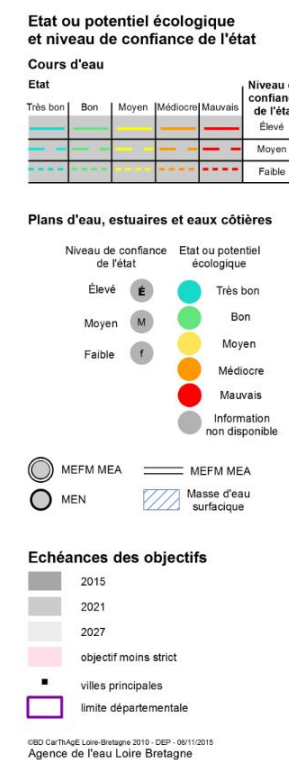 Etat ou potentiel écologique
et niveau de confiance de l'état
Cours d'eau
Etat
Niveau
confian
de l'éta
Très bon Bon Moyen Médiocre Mauvais
Élevé
Moyen
Faible
Plans d'eau, estuaires et eaux côtières
Niveau de confiance
de l'état
Etat ou potentiel
écologique
Élevé É Très bon
Moyen M Bon
Faible f Moyen
Médiocre
Mauvais
Information
non disponible
MEFM MEA MEFM MEA
MEN Masse d'eau
surfacique
Echéances des objectifs
2015
2021
2027
objectif moins strict
villes principales
limite départementale
©BD CarThAgE Loire-Bretagne 2010 - DEP - 06/11/2015
Agence de l'eau Loire Bretagne